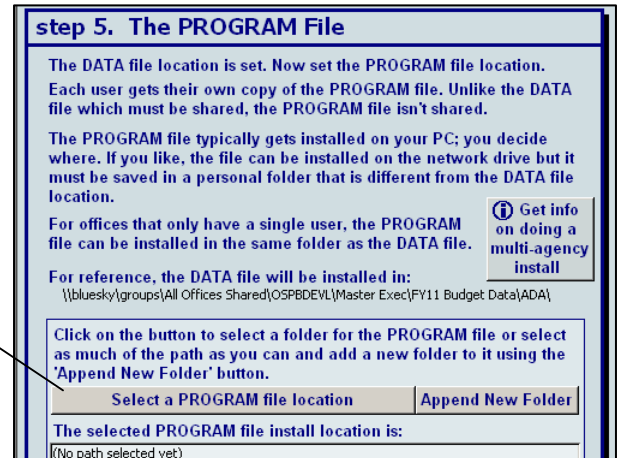 step 5. The PROGRAM File
The DATA file location is set. Now set the PROGRAM file location.
Each user gets their own copy of the PROGRAM file. Unlike the DATA
file which must be shared, the PROGRAM file isn't shared.
The PROGRAM file typically gets installed on your PC; you decide
where. If you like, the file can be installed on the network drive but it
must be saved in a personal folder that is different from the DATA file
location.
For offices that only have a single user, the PROGRAM
file can be installed in the same folder as the DATA file.
Get info
on doing a
multi-agency
install
For reference, the DATA file will be installed in:
\\bluesky\groups\All Offices Shared\OSPBDEVL\Master Exec\FY11 Budget Data\ADA\
Click on the button to select a folder for the PROGRAM file or select
as much of the path as you can and add a new folder to it using the
'Append New Folder' button.
Select a PROGRAM file location
Append New Folder
The selected PROGRAM file install location is:
(No path selected yet)